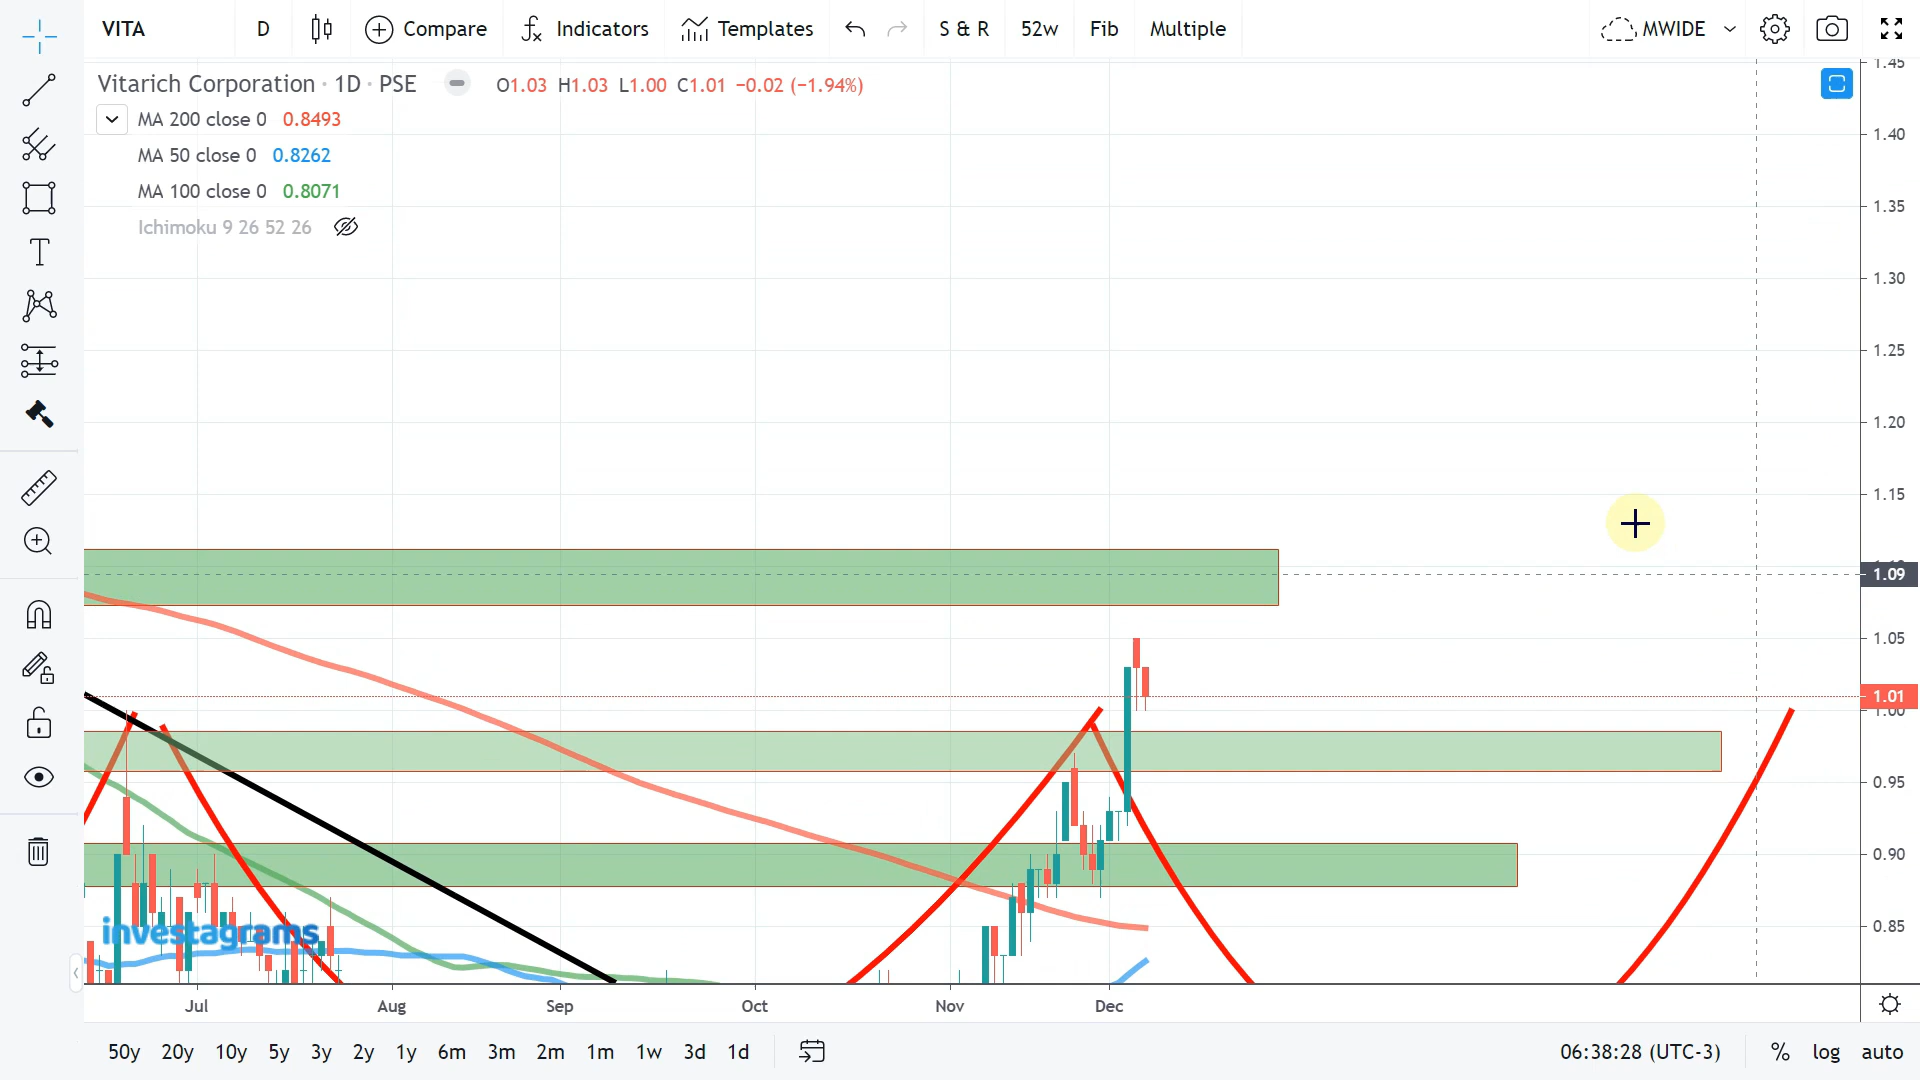 VITA D Compare Indicators Templates S & R 52w Fib Multiple MWIDE
Vitarich Corporation · 1D · PSE O1.03 H1.03 L1.00 C1.01 −0.02 (−1.94%)
MA 200 close 0 0.8493
MA 50 close 0 0.8262
MA 100 close 0 0.8071
Ichimoku 9 26 52 26
1.45
1.40
1.35
1.30
1.25
1.20
1.15
1.09
1.05
1.01
1.00
0.95
0.90
0.85
investagrams
Jul Aug Sep Oct Nov Dec
50y 20y 10y 5y 3y 2y 1y 6m 3m 2m 1m 1w 3d 1d 06:38:28 (UTC-3) % log auto